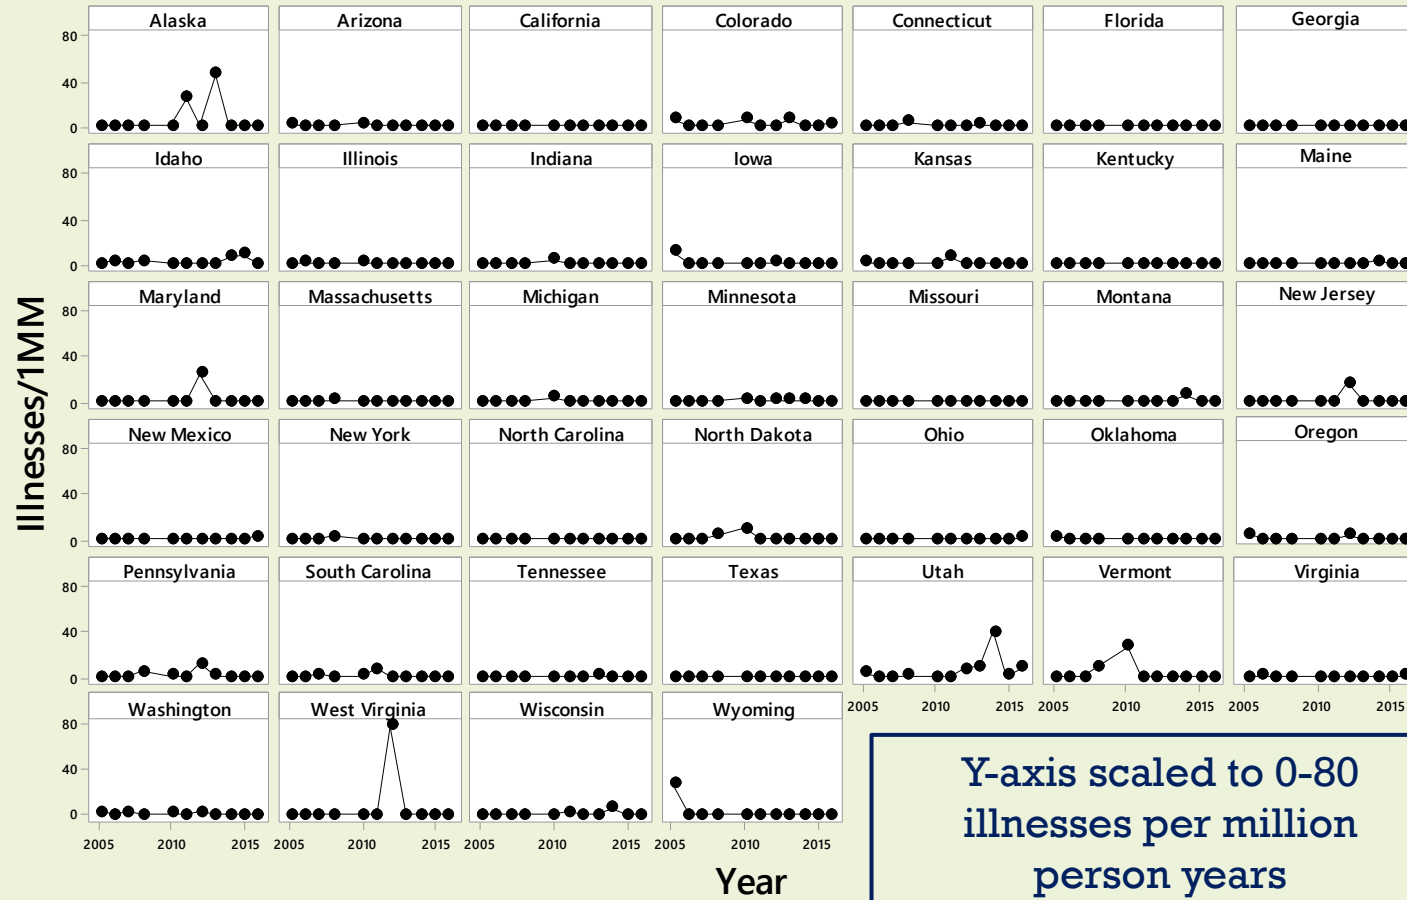 Alaska Arizona California Colorado Connecticut Florida Georgia
80
40
0
Idaho Illinois Indiana Iowa Kansas Kentucky Maine
80
40
0
Maryland Massachusetts Michigan Minnesota Missouri Montana New Jersey
80
40
0
New Mexico New York North Carolina North Dakota Ohio Oklahoma Oregon
80
40
0
Pennsylvania South Carolina Tennessee Texas Utah Vermont Virginia
80
40
0
2005 2010 2015 2005 2010 2015 2005 2010 2015
Washington West Virginia Wisconsin Wyoming
80
40
0
2005 2010 2015 2005 2010 2015 2005 2010 2015 2005 2010 2015
Illnesses/1MM
Year
Y-axis scaled to 0-80
illnesses per million
person years